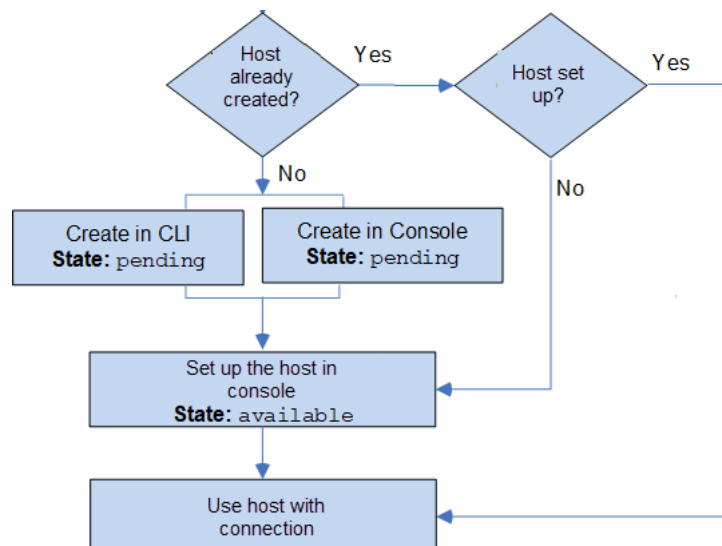 Host
already
created?
Yes
Host set
up?
Yes
No
No
Create in CLI
State: pending
Create in Console
State: pending
Set up the host in
console
State: available
Use host with
connection